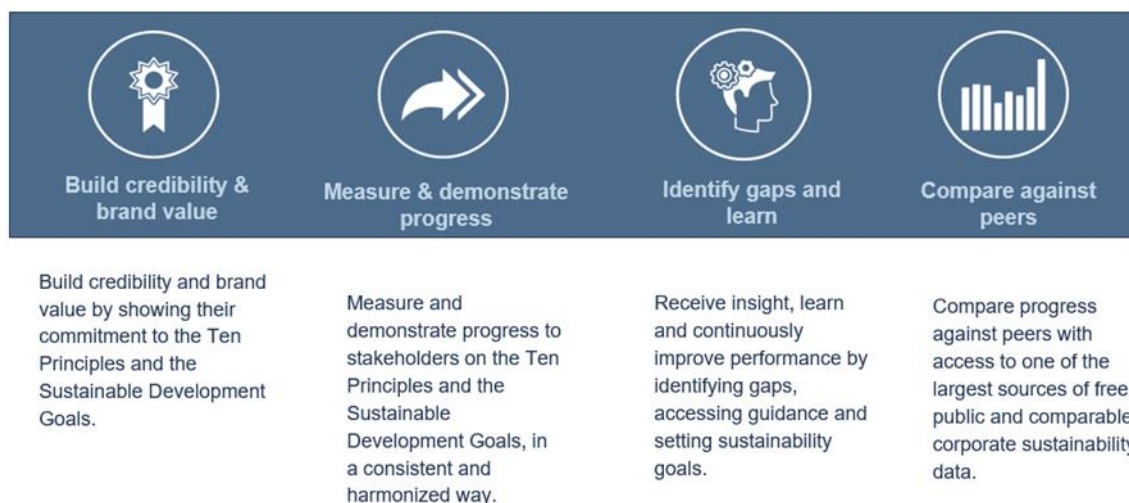 Build credibility &
brand value
Measure & demonstrate
progress
Identify gaps and
learn
Compare against
peers
Build credibility and brand
value by showing their
commitment to the Ten
Principles and the
Sustainable Development
Goals.
Measure and
demonstrate progress to
stakeholders on the Ten
Principles and the
Sustainable
Development Goals, in
a consistent and
harmonized way.
Receive insight, learn
and continuously
improve performance by
identifying gaps,
accessing guidance and
setting sustainability
goals.
Compare progress
against peers with
access to one of the
largest sources of free
public and comparable
corporate sustainability
data.